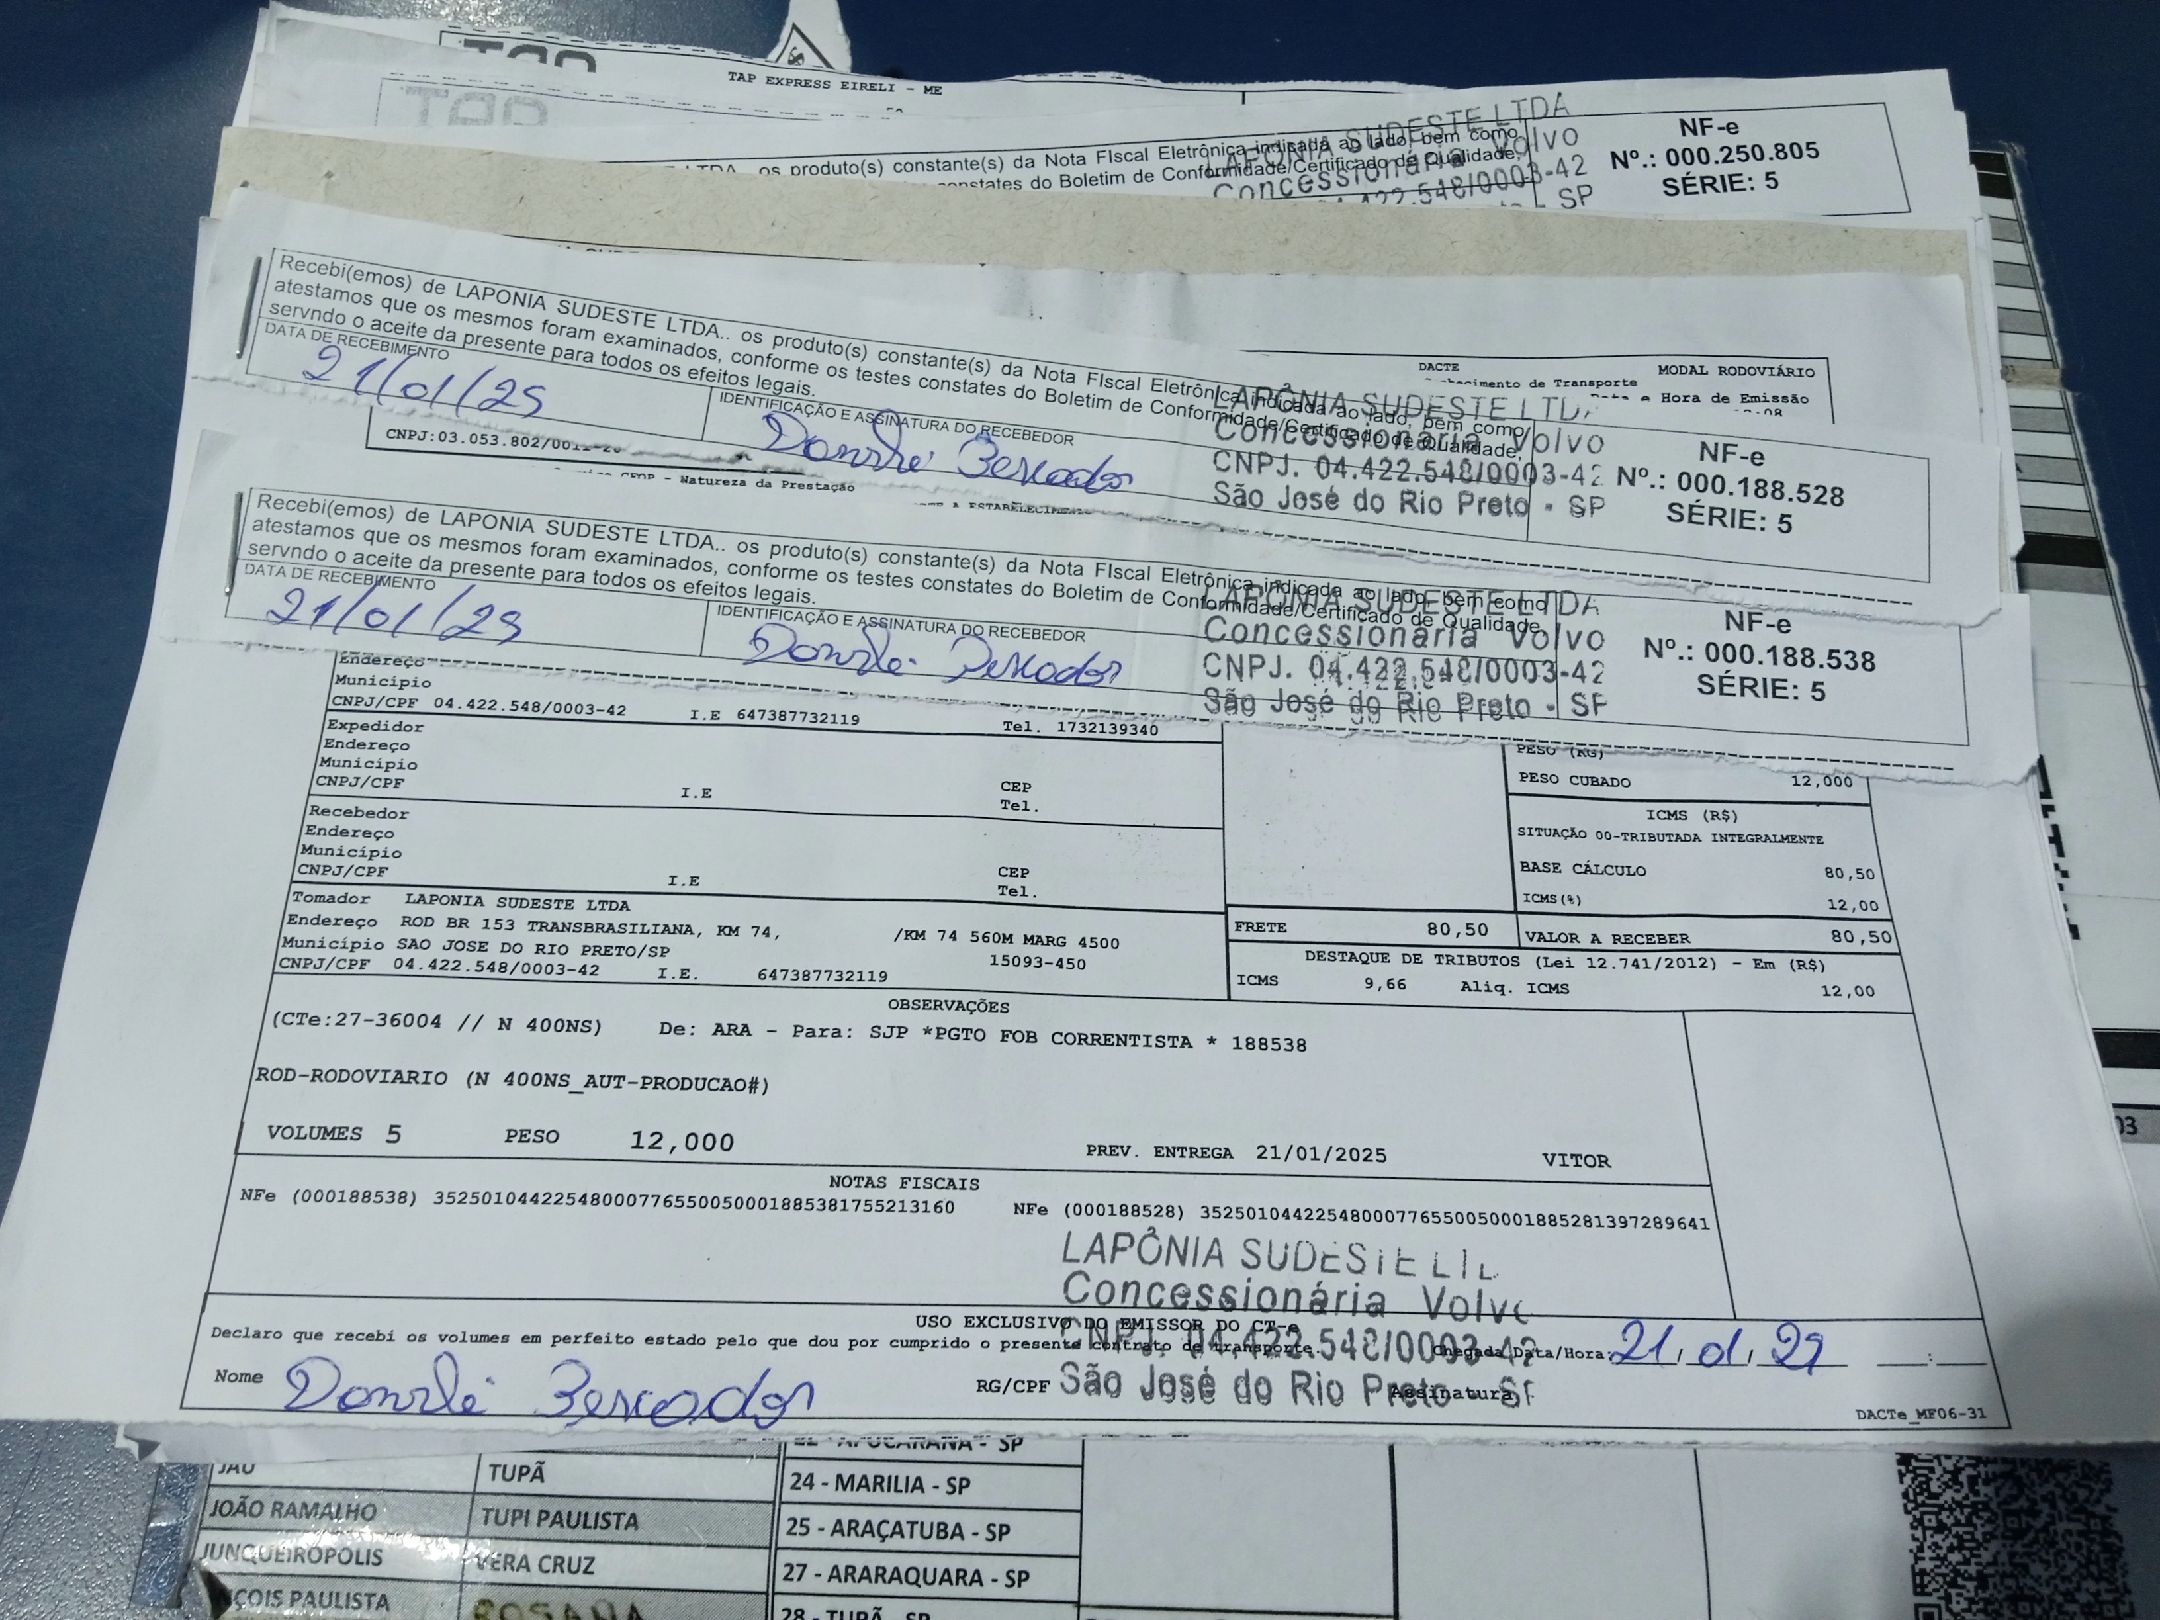 TAP EXPRESS EIRELI - ME
LAPÔNIA SUDESTE LTDA
os produto(s) constante(s) da Nota FIscal Eletrônica indicada ao lado, bem como
Boletim de Conformidade/Certificado de Qualidade,
Concessionária Volvo
04.422.548/0003-42
SP
NF-e
Nº.: 000.250.805
SÉRIE: 5
Recebi(emos) de LAPONIA SUDESTE LTDA.. os produto(s) constante(s) da Nota FIscal Eletrônica indicada ao lado, bem como
atestamos que os mesmos foram examinados, conforme os testes constates do Boletim de Conformidade/Certificado de Qualidade,
servndo o aceite da presente para todos os efeitos legais.
DATA DE RECEBIMENTO
21/01/25
IDENTIFICAÇÃO E ASSINATURA DO RECEBEDOR
LAPÔNIA SUDESTE LTDA
Concessionária Volvo
CNPJ. 04.422.548/0003-42
São José do Rio Preto - SP
NF-e
Nº.: 000.188.528
SÉRIE: 5
DACTE
MODAL RODOVIÁRIO
de Transporte
Hora de Emissão
CNPJ:03.053.802/
- Natureza da Prestação
Recebi(emos) de LAPONIA SUDESTE LTDA.. os produto(s) constante(s) da Nota FIscal Eletrônica indicada ao lado, bem como
atestamos que os mesmos foram examinados, conforme os testes constates do Boletim de Conformidade/Certificado de Qualidade,
servndo o aceite da presente para todos os efeitos legais.
DATA DE RECEBIMENTO
21/01/25
IDENTIFICAÇÃO E ASSINATURA DO RECEBEDOR
LAPÔNIA SUDESTE LTDA
Concessionária Volvo
CNPJ. 04.422.548/0003-42
São José do Rio Preto - SP
NF-e
Nº.: 000.188.538
SÉRIE: 5
Endereço
Município
CNPJ/CPF 04.422.548/0003-42 I.E 647387732119 Tel. 1732139340
Expedidor
Endereço
Município CEP
CNPJ/CPF I.E Tel.
Recebedor
Endereço
Município CEP
CNPJ/CPF I.E Tel.
PESO (KG)
PESO CUBADO 12,000
ICMS (R$)
SITUAÇÃO 00-TRIBUTADA INTEGRALMENTE
BASE CÁLCULO 80,50
ICMS(%) 12,00
Tomador LAPONIA SUDESTE LTDA
Endereço ROD BR 153 TRANSBRASILIANA, KM 74, /KM 74 560M MARG 4500
Município SAO JOSE DO RIO PRETO/SP 15093-450
CNPJ/CPF 04.422.548/0003-42 I.E. 647387732119
FRETE 80,50 VALOR A RECEBER 80,50
DESTAQUE DE TRIBUTOS (Lei 12.741/2012) - Em (R$)
ICMS 9,66 Aliq. ICMS 12,00
OBSERVAÇÕES
(CTe:27-36004 // N 400NS) De: ARA - Para: SJP *PGTO FOB CORRENTISTA * 188538
ROD-RODOVIARIO (N 400NS_AUT-PRODUCAO#)
VOLUMES 5 PESO 12,000 PREV. ENTREGA 21/01/2025 VITOR
NOTAS FISCAIS
NFe (000188538) 35250104422548000776550050001885381755213160 NFe (000188528) 35250104422548000776550050001885281397289641
LAPÔNIA SUDESTE
Concessionária Volvo
CNPJ. 04.422.548/0003-42
São José do Rio Preto - SP
USO EXCLUSIVO DO EMISSOR DO CT-e
Declaro que recebi os volumes em perfeito estado pelo que dou por cumprido o presente contrato de transporte.
Chegada Data/Hora:
Nome
RG/CPF
Assinatura
DACTe_MF06-31
JAÚ TUPÃ
JOÃO RAMALHO TUPI PAULISTA
JUNQUEIRÓPOLIS VERA CRUZ
PAULISTA
24 - MARILIA - SP
25 - ARAÇATUBA - SP
27 - ARARAQUARA - SP
28 - TUPÃ - SP